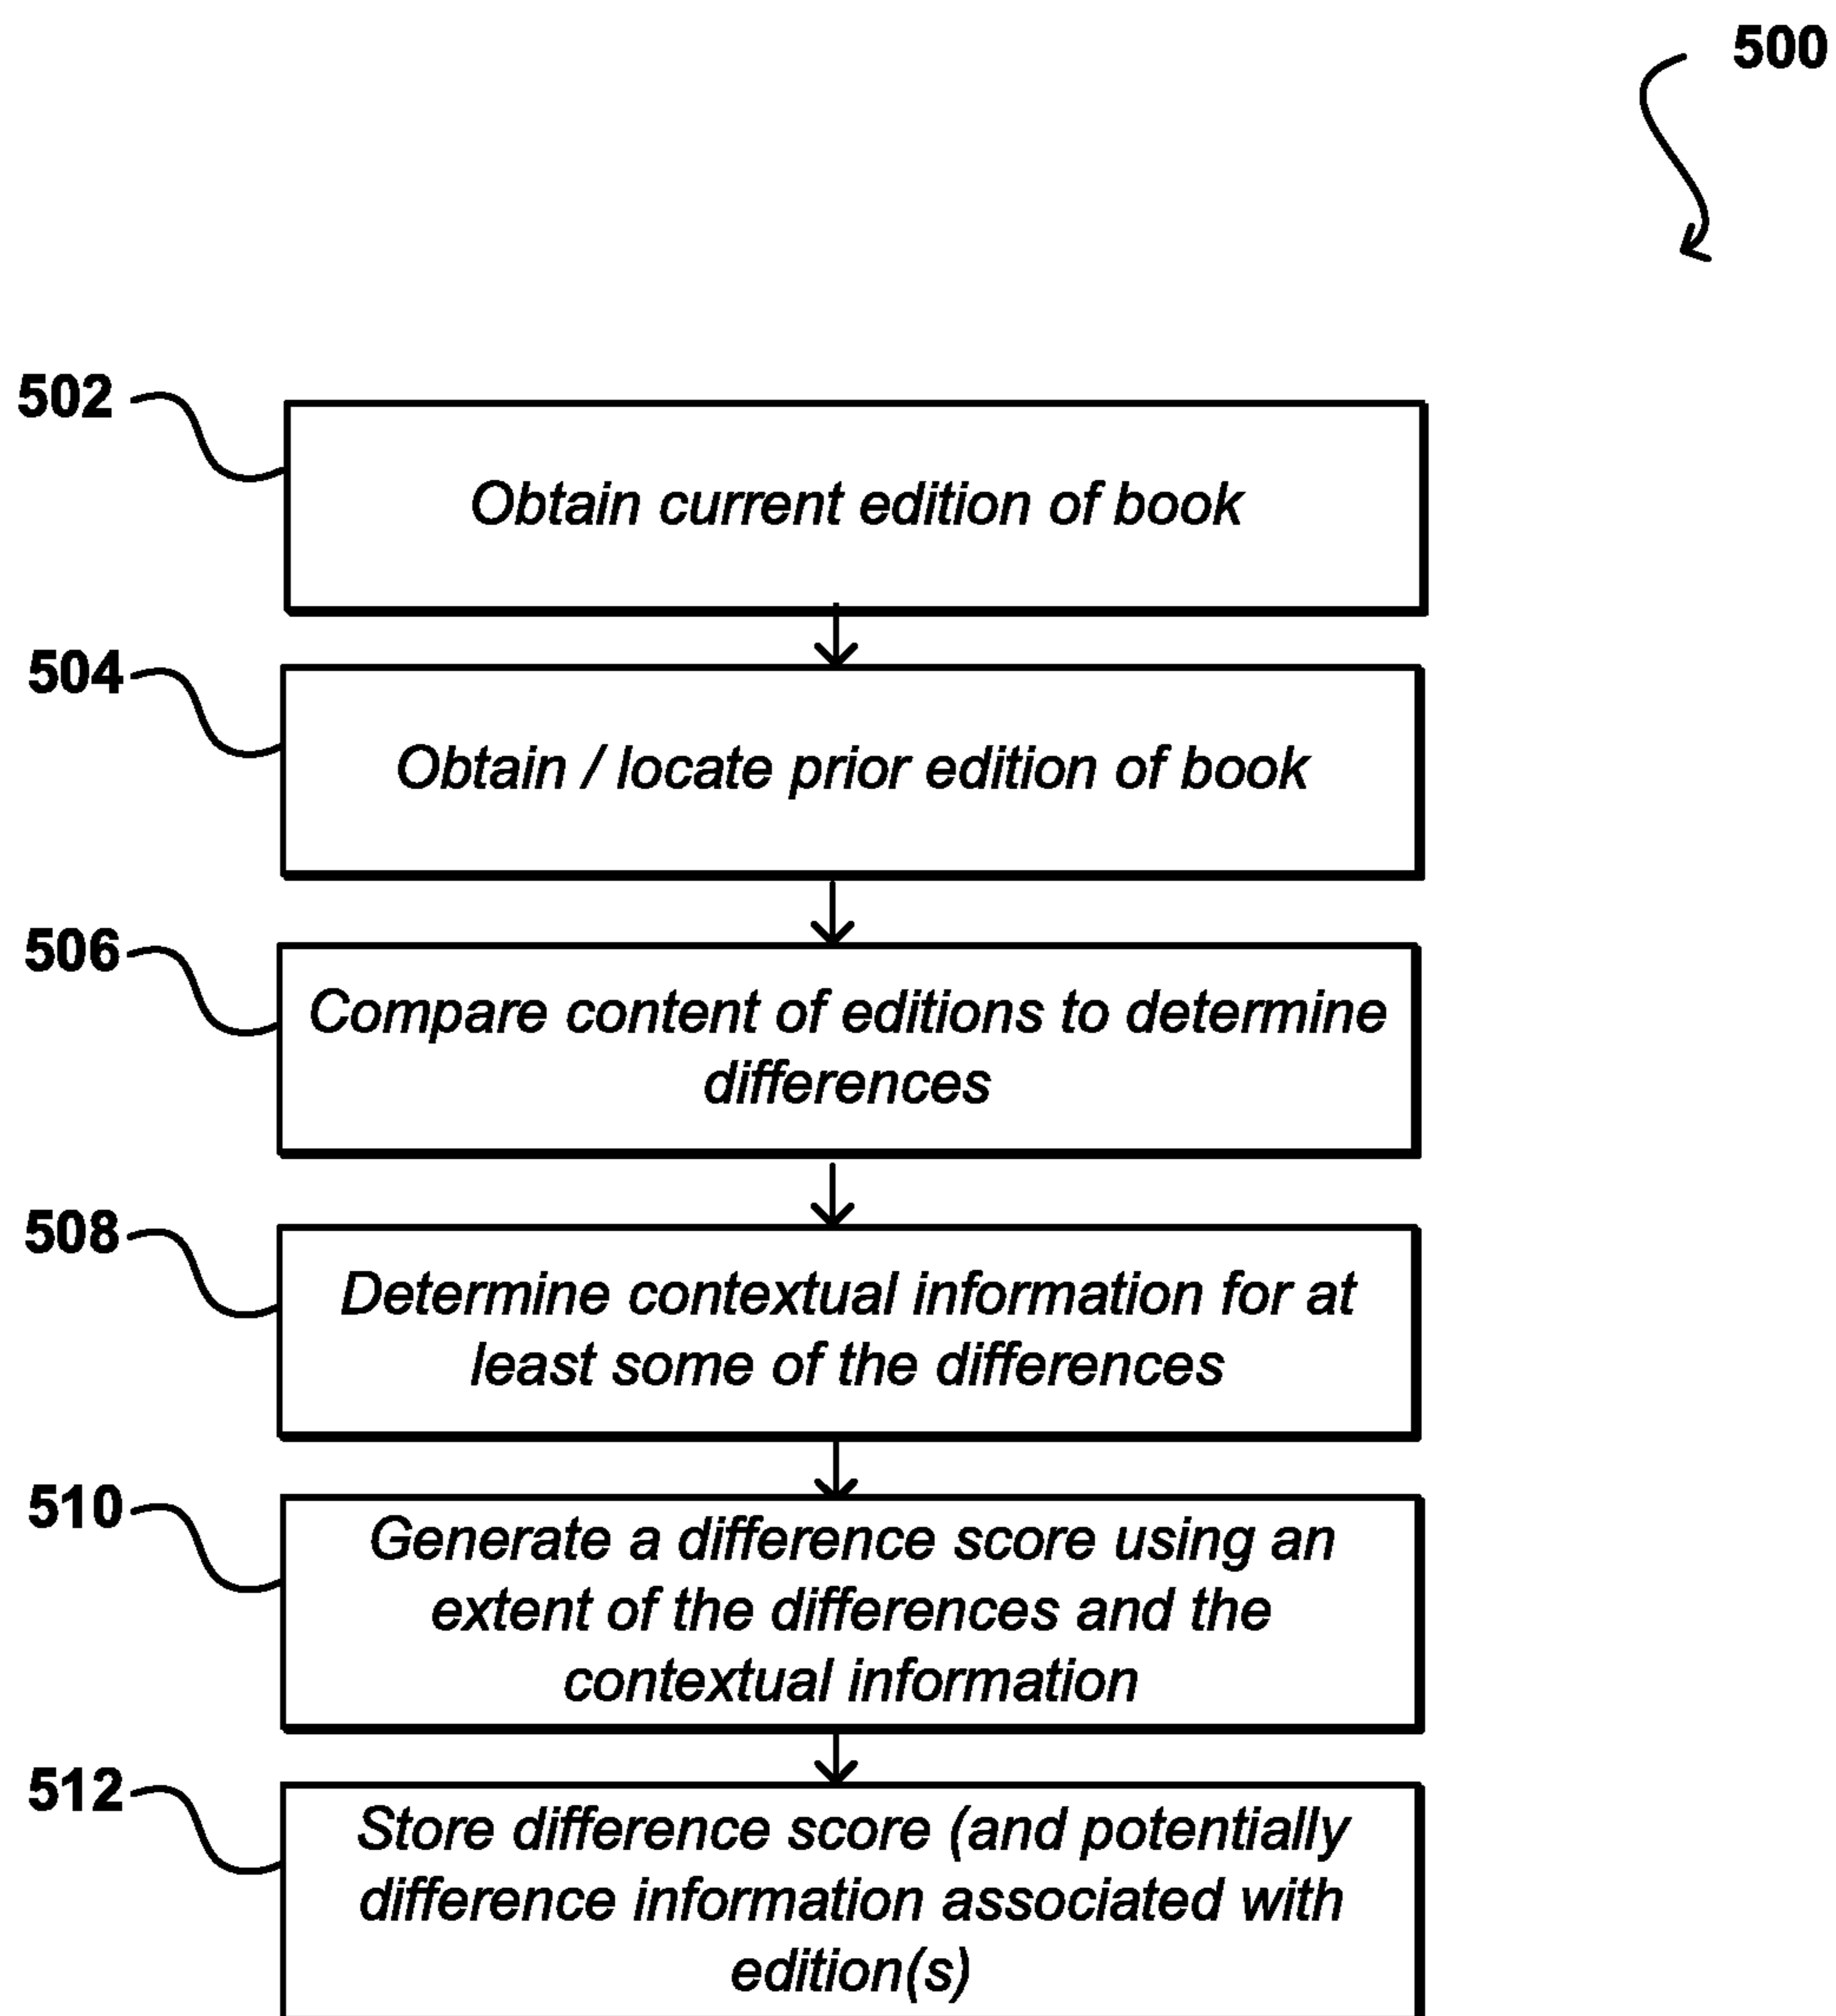 500
502
Obtain current edition of book
504
Obtain / locate prior edition of book
506
Compare content of editions to determine
differences
508
Determine contextual information for at
least some of the differences
510
Generate a difference score using an
extent of the differences and the
contextual information
512
Store difference score (and potentially
difference information associated with
edition(s)